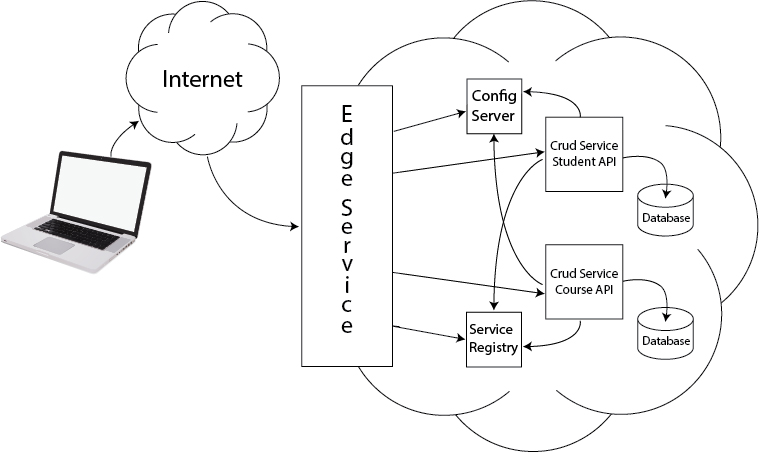 Internet
Edge Service
Config
Server
Crud Service
Student API
Database
Crud Service
Course API
Service
Registry
Database